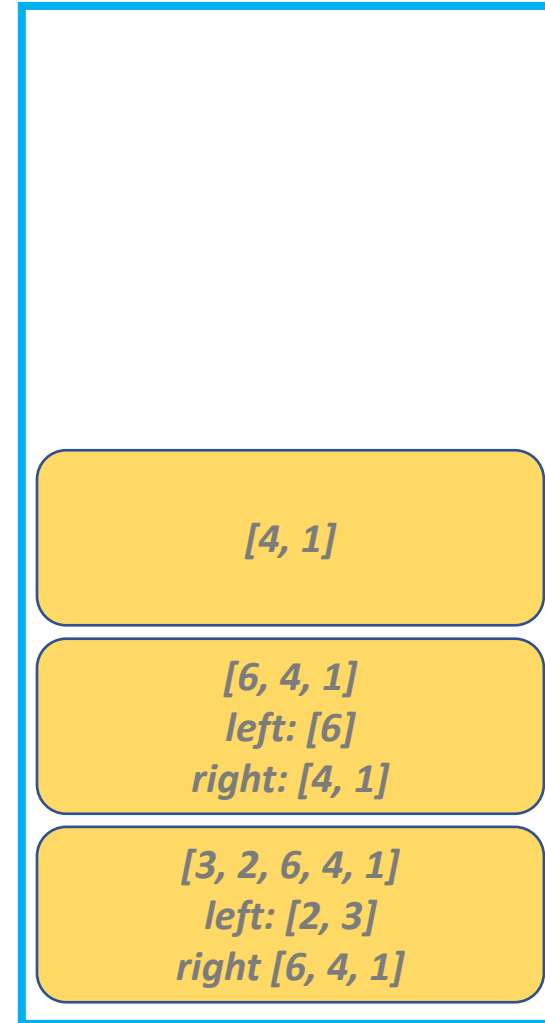 [4, 1]
[6, 4, 1]
left: [6]
right: [4, 1]
[3, 2, 6, 4, 1]
left: [2, 3]
right [6, 4, 1]